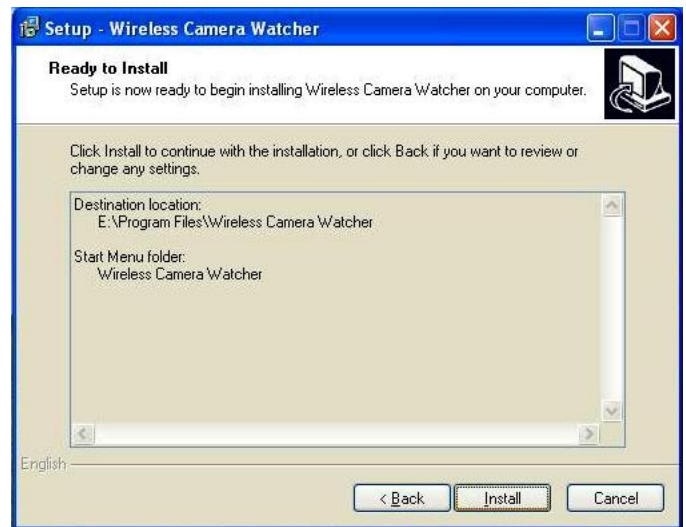 Setup - Wireless Camera Watcher
Ready to Install
Setup is now ready to begin installing Wireless Camera Watcher on your computer.
Click Install to continue with the installation, or click Back if you want to review or
change any settings.
Destination location:
E:\Program Files\Wireless Camera Watcher
Start Menu folder:
Wireless Camera Watcher
English
< Back
Install
Cancel